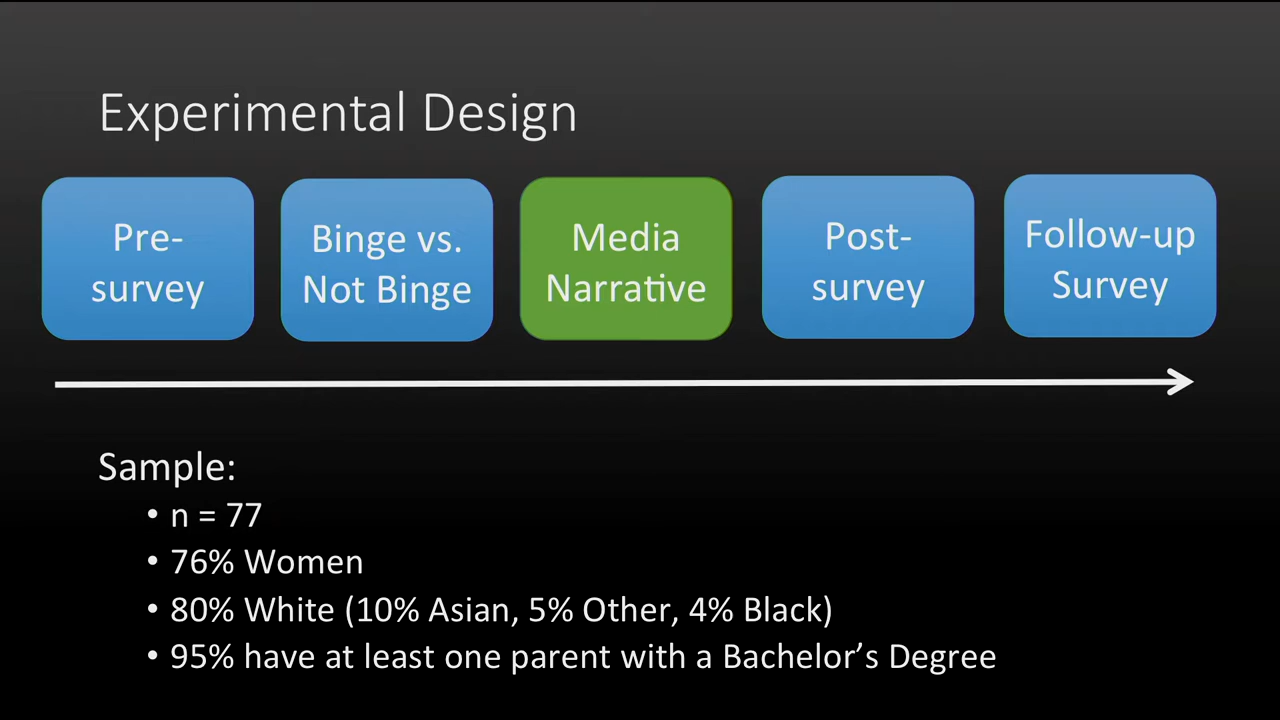 Experimental Design
Pre-
survey
Binge vs.
Not Binge
Media
Narrative
Post-
survey
Follow-up
Survey
Sample:
• n = 77
• 76% Women
• 80% White (10% Asian, 5% Other, 4% Black)
• 95% have at least one parent with a Bachelor’s Degree